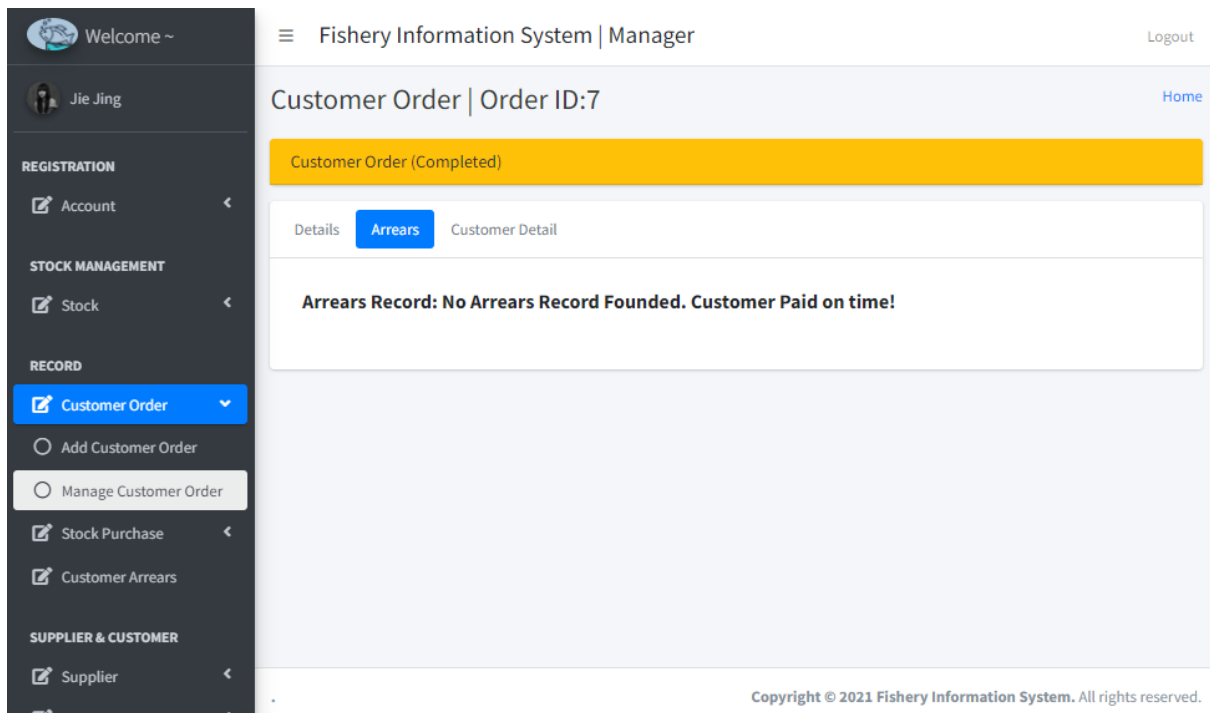 Welcome ~
Fishery Information System | Manager
Logout
Jie Jing
Customer Order | Order ID:7
Home
REGISTRATION
Account
STOCK MANAGEMENT
Stock
RECORD
Customer Order
Add Customer Order
Manage Customer Order
Stock Purchase
Customer Arrears
SUPPLIER & CUSTOMER
Supplier
Customer Order (Completed)
Details Arrears Customer Detail
Arrears Record: No Arrears Record Founded. Customer Paid on time!
.
Copyright © 2021 Fishery Information System. All rights reserved.